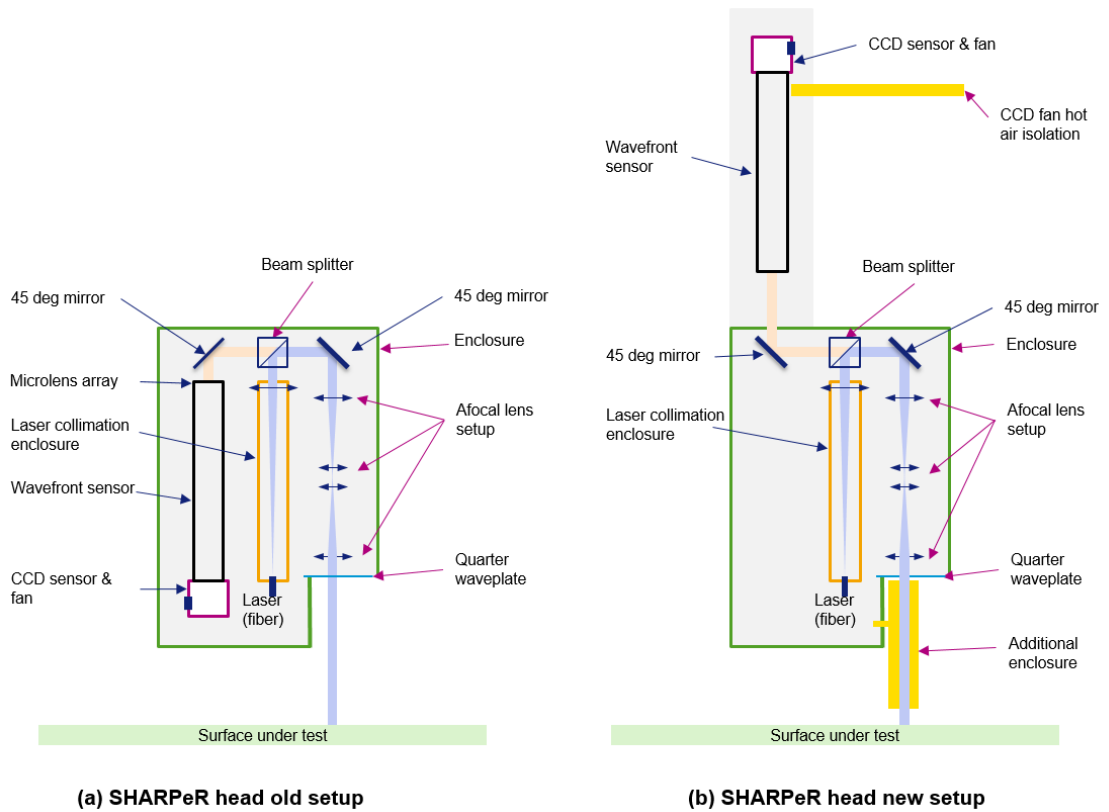 Beam splitter
45 deg mirror
45 deg mirror
Enclosure
Microlens array
Laser collimation
enclosure
Afocal lens
setup
Wavefront sensor
CCD sensor &
fan
Quarter
waveplate
Laser
(fiber)
Surface under test
(a) SHARPeR head old setup
CCD sensor & fan
CCD fan hot
air isolation
Wavefront
sensor
Beam splitter
45 deg mirror
45 deg mirror
Enclosure
Laser collimation
enclosure
Afocal lens
setup
Quarter
waveplate
Laser
(fiber)
Additional
enclosure
Surface under test
(b) SHARPeR head new setup